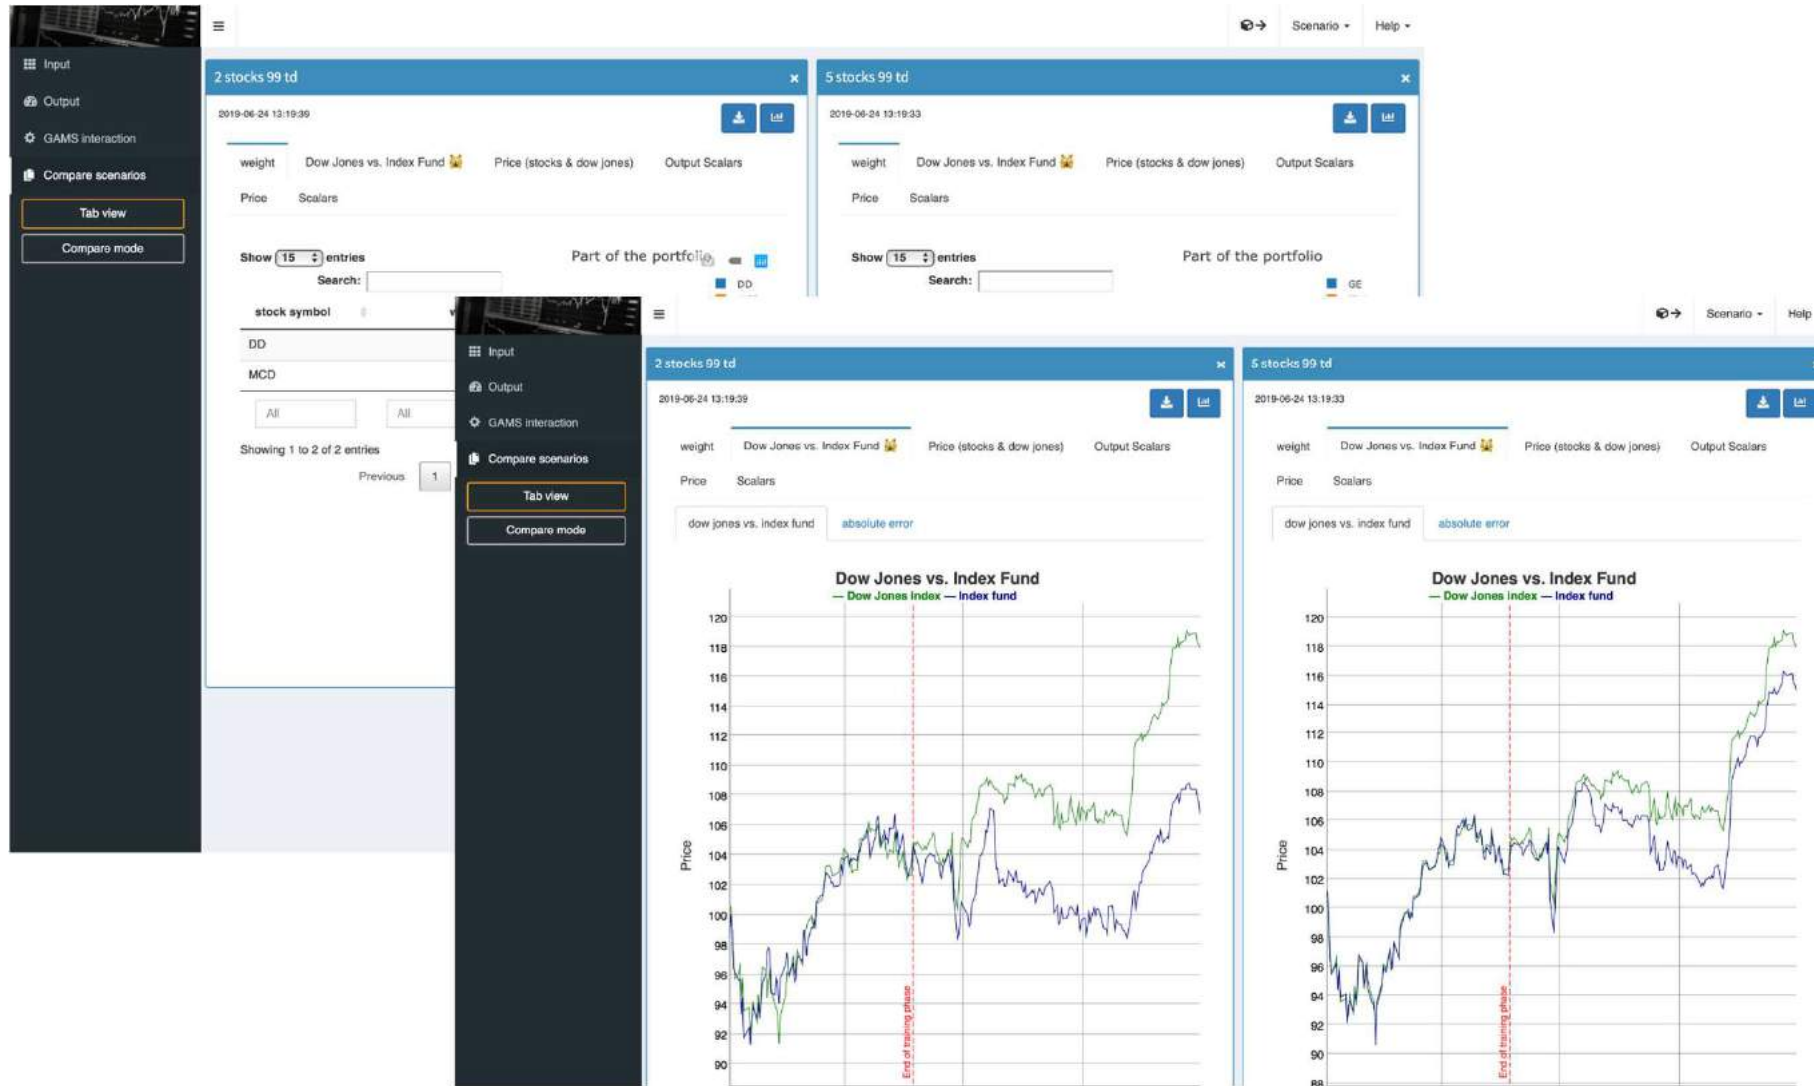 Scenario Help
Input
Output
GAMS interaction
Compare scenarios
Tab view
Compare mode
2 stocks 99 td ×
2019-06-24 13:19:39
weight Dow Jones vs. Index Fund Price (stocks & dow jones) Output Scalars
Price Scalars
Show 15 entries
Search:
Part of the portfolio
DD
stock symbol
DD
MCD
All All
Showing 1 to 2 of 2 entries
Previous 1
5 stocks 99 td ×
2019-06-24 13:19:33
weight Dow Jones vs. Index Fund Price (stocks & dow jones) Output Scalars
Price Scalars
Show 15 entries
Search:
Part of the portfolio
GE
Scenario Help
Input
Output
GAMS interaction
Compare scenarios
Tab view
Compare mode
2 stocks 99 td ×
2019-06-24 13:19:39
weight Dow Jones vs. Index Fund Price (stocks & dow jones) Output Scalars
Price Scalars
dow jones vs. index fund absolute error
Dow Jones vs. Index Fund
— Dow Jones index — Index fund
120
118
116
114
112
110
108
106
104
102
100
98
96
94
92
90
Price
End of training phase
5 stocks 99 td
2019-06-24 13:19:33
weight Dow Jones vs. Index Fund Price (stocks & dow jones) Output Scalars
Price Scalars
dow jones vs. index fund absolute error
Dow Jones vs. Index Fund
— Dow Jones index — Index fund
120
118
116
114
112
110
108
106
104
102
100
98
96
94
92
90
88
Price
End of training phase